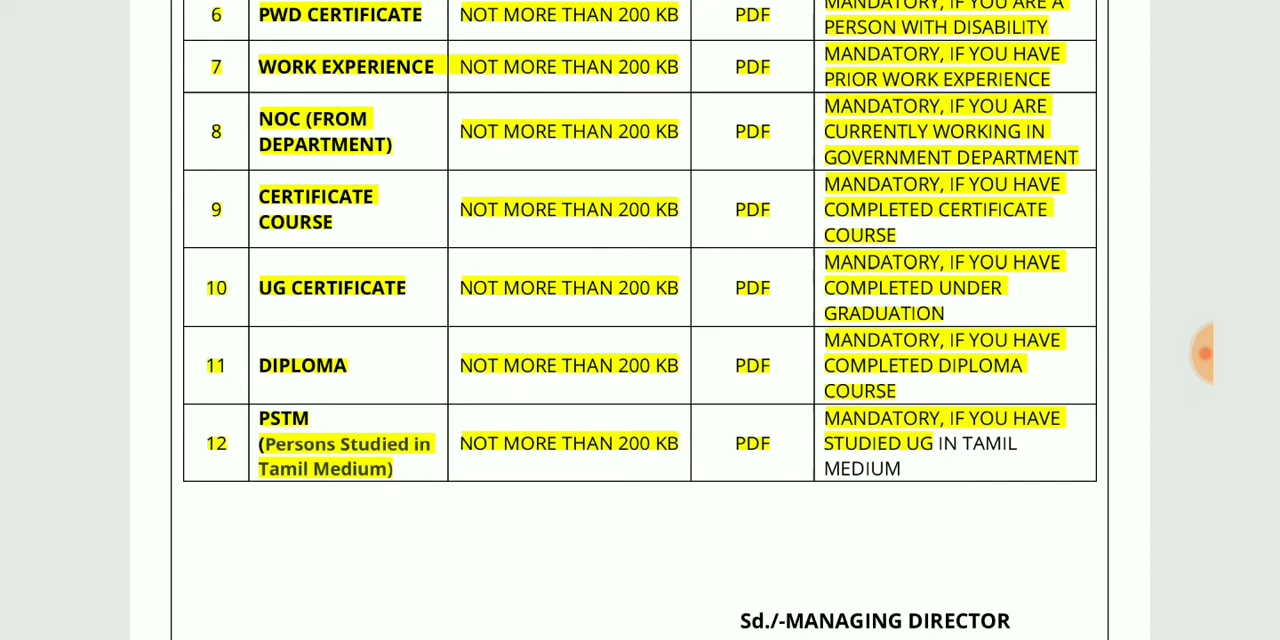 6 PWD CERTIFICATE NOT MORE THAN 200 KB PDF MANDATORY, IF YOU ARE A
PERSON WITH DISABILITY
7 WORK EXPERIENCE NOT MORE THAN 200 KB PDF MANDATORY, IF YOU HAVE
PRIOR WORK EXPERIENCE
8 NOC (FROM
DEPARTMENT) NOT MORE THAN 200 KB PDF MANDATORY, IF YOU ARE
CURRENTLY WORKING IN
GOVERNMENT DEPARTMENT
9 CERTIFICATE
COURSE NOT MORE THAN 200 KB PDF MANDATORY, IF YOU HAVE
COMPLETED CERTIFICATE
COURSE
10 UG CERTIFICATE NOT MORE THAN 200 KB PDF MANDATORY, IF YOU HAVE
COMPLETED UNDER
GRADUATION
11 DIPLOMA NOT MORE THAN 200 KB PDF MANDATORY, IF YOU HAVE
COMPLETED DIPLOMA
COURSE
12 PSTM
(Persons Studied in
Tamil Medium) NOT MORE THAN 200 KB PDF MANDATORY, IF YOU HAVE
STUDIED UG IN TAMIL
MEDIUM
Sd./-MANAGING DIRECTOR